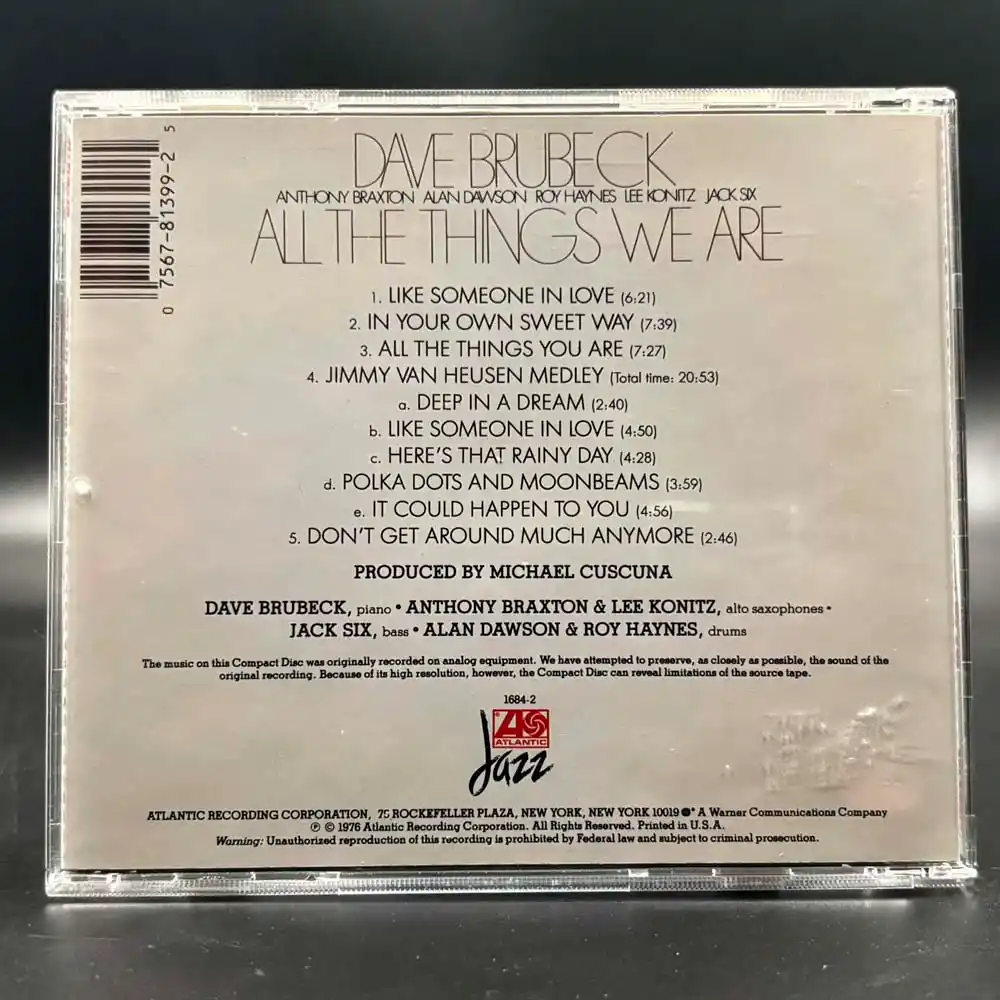 DAVE BRUBECK
ANTHONY BRAXTON ALAN DAWSON ROY HAYNES LEE KONITZ JACK SIX
ALL THE THINGS WE ARE
0 7567-81399-2 5
1. LIKE SOMEONE IN LOVE (6:21)
2. IN YOUR OWN SWEET WAY (7:39)
3. ALL THE THINGS YOU ARE (7:27)
4. JIMMY VAN HEUSEN MEDLEY (Total time: 20:53)
a. DEEP IN A DREAM (2:40)
b. LIKE SOMEONE IN LOVE (4:50)
c. HERE'S THAT RAINY DAY (4:28)
d. POLKA DOTS AND MOONBEAMS (3:59)
e. IT COULD HAPPEN TO YOU (4:56)
5. DON'T GET AROUND MUCH ANYMORE (2:46)
PRODUCED BY MICHAEL CUSCUNA
DAVE BRUBECK, piano • ANTHONY BRAXTON & LEE KONITZ, alto saxophones •
JACK SIX, bass • ALAN DAWSON & ROY HAYNES, drums
The music on this Compact Disc was originally recorded on analog equipment. We have attempted to preserve, as closely as possible, the sound of the
original recording. Because of its high resolution, however, the Compact Disc can reveal limitations of the source tape.
1684-2
ATLANTIC
Jazz
ATLANTIC RECORDING CORPORATION, 75 ROCKEFELLER PLAZA, NEW YORK, NEW YORK 10019 A Warner Communications Company
℗ © 1976 Atlantic Recording Corporation. All Rights Reserved. Printed in U.S.A.
Warning: Unauthorized reproduction of this recording is prohibited by Federal law and subject to criminal prosecution.